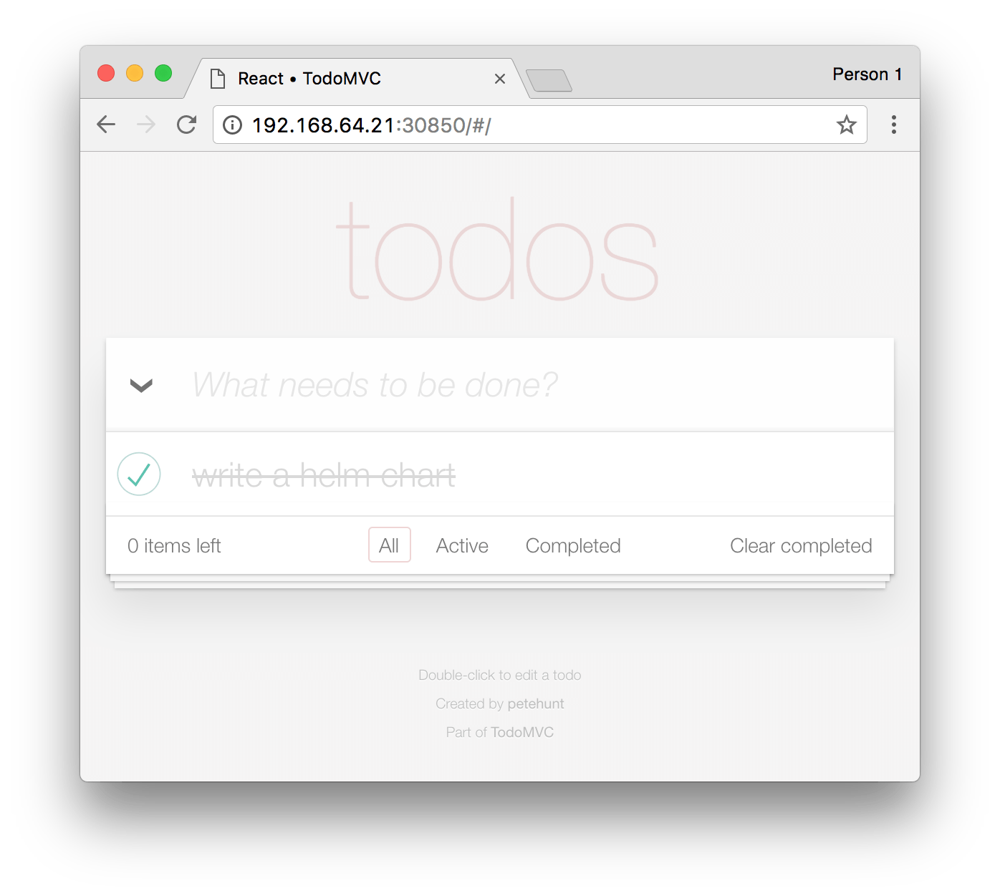 React • TodoMVC
Person 1
192.168.64.21:30850/#/
todos
What needs to be done?
write a helm chart
0 items left
All
Active
Completed
Clear completed
Double-click to edit a todo
Created by petehunt
Part of TodoMVC